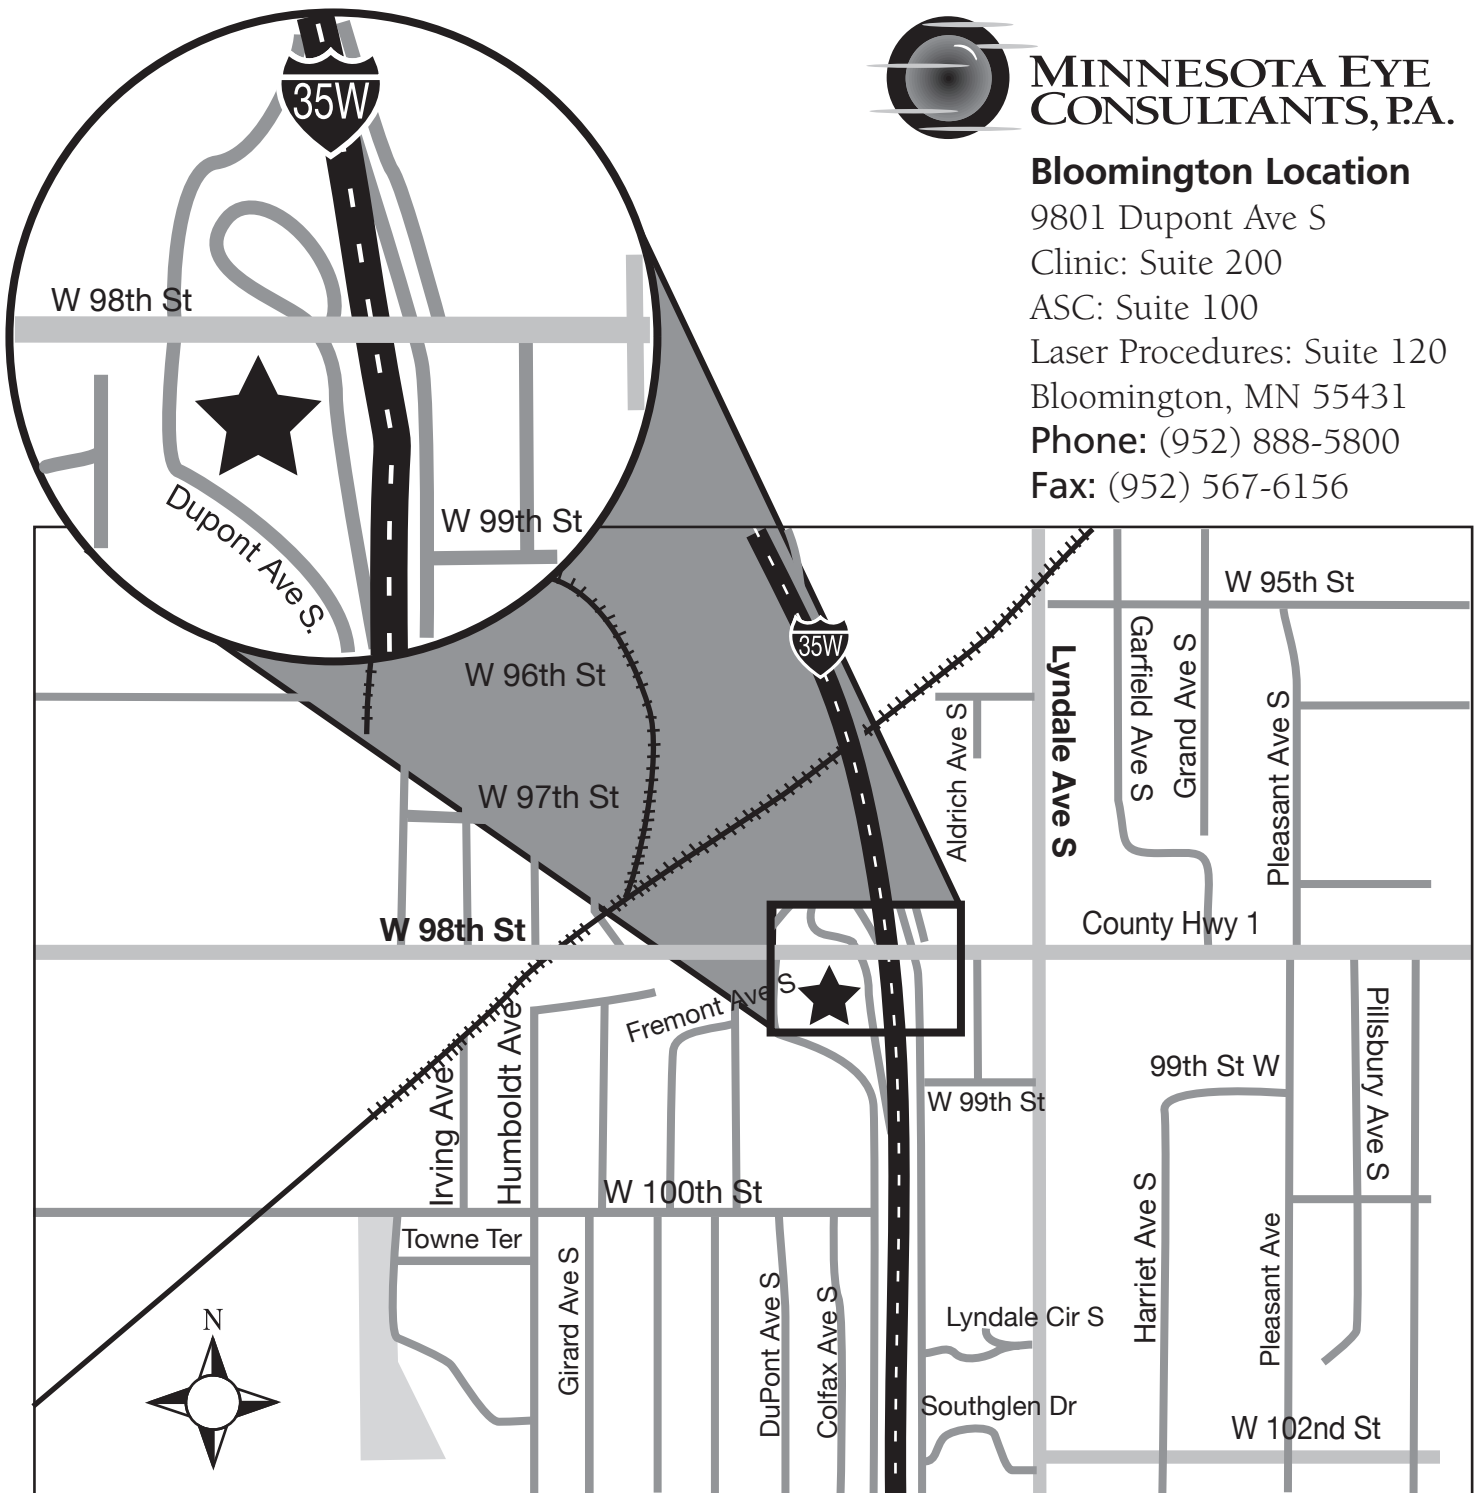 35W
W 98th St
W 99th St
Dupont Ave S.
MINNESOTA EYE
CONSULTANTS, P.A.
Bloomington Location
9801 Dupont Ave S
Clinic: Suite 200
ASC: Suite 100
Laser Procedures: Suite 120
Bloomington, MN 55431
Phone: (952) 888-5800
Fax: (952) 567-6156
W 95th St
35W
W 96th St
Lyndale Ave S
Garfield Ave S
Grand Ave S
Pleasant Ave S
Aldrich Ave S
W 97th St
W 98th St
County Hwy 1
Fremont Ave S
Irving Ave
Humboldt Ave
99th St W
W 99th St
Pillsbury Ave S
W 100th St
Towne Ter
Girard Ave S
DuPont Ave S
Colfax Ave S
Harriet Ave S
Pleasant Ave
Lyndale Cir S
Southglen Dr
W 102nd St
N